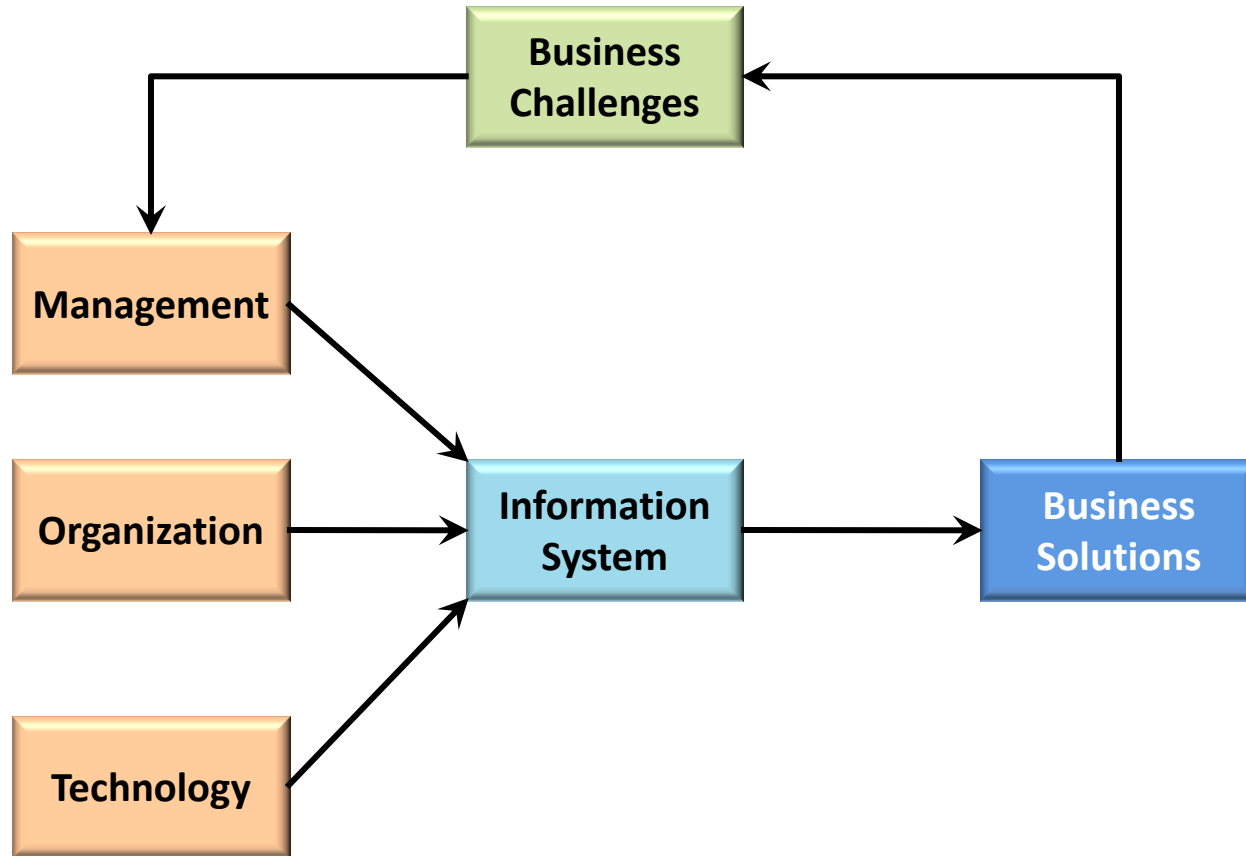 Business
Challenges
Management
Organization
Information
System
Business
Solutions
Technology